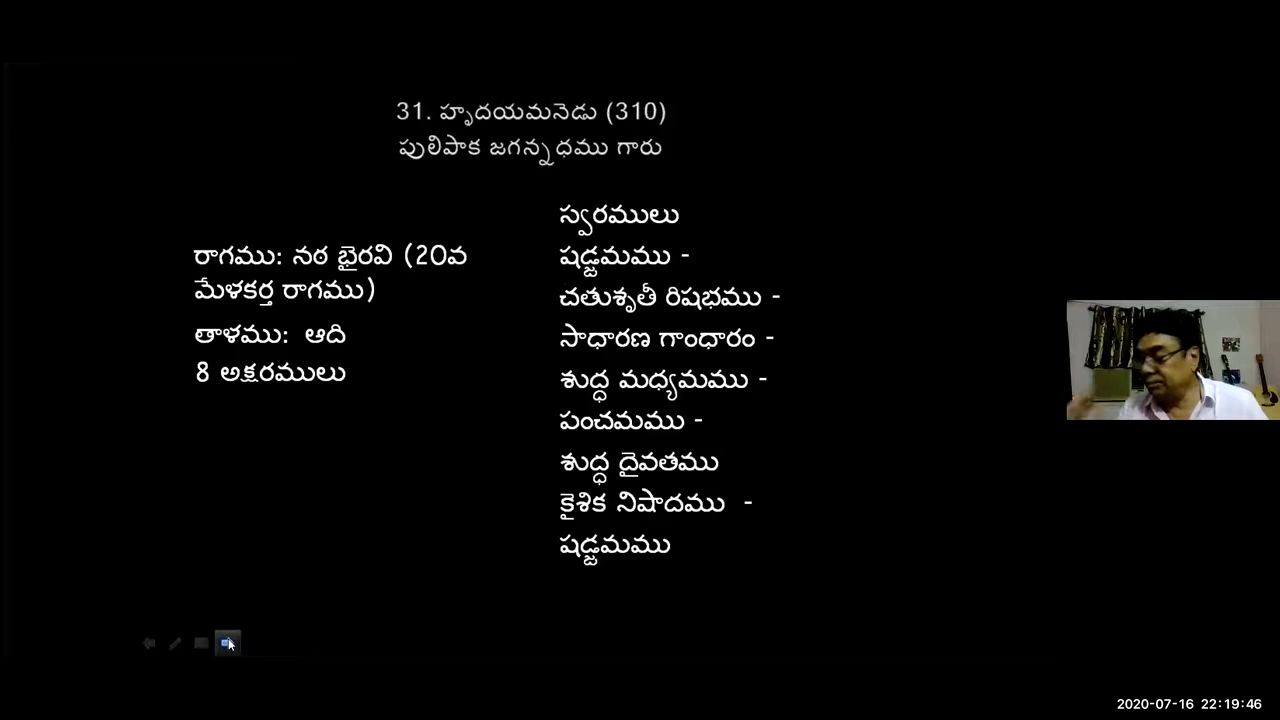 31. హృదయమనెడు (310)
పులిపాక జగన్నధము గారు
రాగము: నఠ భైరవి (20వ
మేళకర్త రాగము)
తాళము: ఆది
8 అక్షరములు
స్వరములు
షడ్జమము -
చతుశృతీ రిషభము -
సాధారణ గాంధారం -
శుద్ధ మధ్యమము -
పంచమము -
శుద్ధ దైవతము
కైశిక నిషాదము -
షడ్జమము
2020-07-16 22:19:46